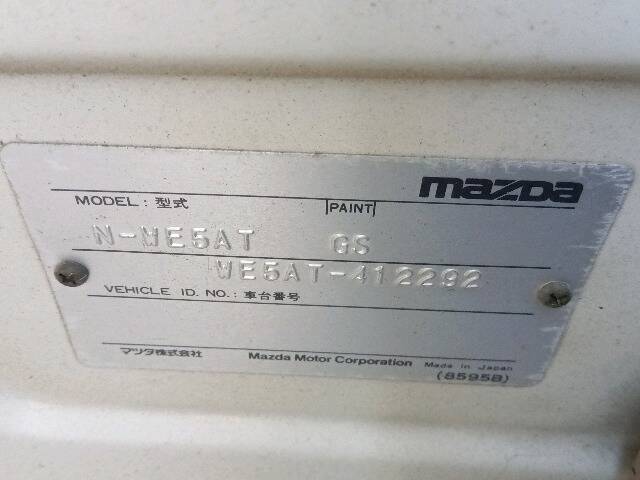 mazda
MODEL : 型式 PAINT
N-WE5AT GS
WE5AT-412292
VEHICLE ID. NO. : 車台番号
マツダ株式会社 Mazda Motor Corporation Made in Japan
(85958)